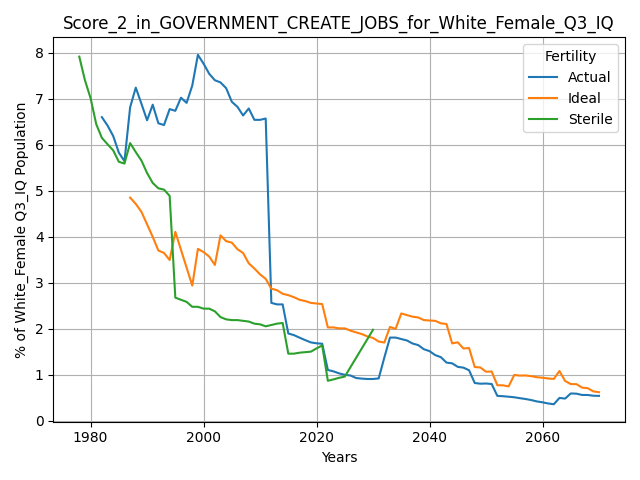 Score_2_in_GOVERNMENT_CREATE_JOBS_for_White_Female_Q3_IQ
% of White_Female Q3_IQ Population
8
7
6
5
4
3
2
1
0
Fertility
Actual
Ideal
Sterile
1980
2000
2020
2040
2060
Years